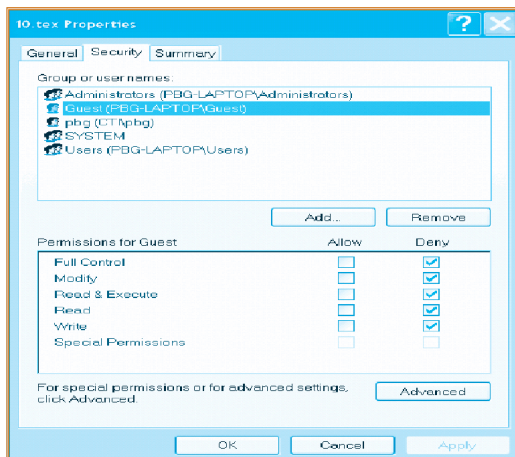 10.tex Properties
General Security Summary
Group or user names:
Administrators (PBG-LAPTOP\Administrators)
Guest (PBG-LAPTOP\Guest)
pbg (CTI\pbg)
SYSTEM
Users (PBG-LAPTOP\Users)
Add... Remove
Permissions for Guest Allow Deny
Full Control
Modify
Read & Execute
Read
Write
Special Permissions
For special permissions or for advanced settings,
click Advanced. Advanced
OK Cancel Apply